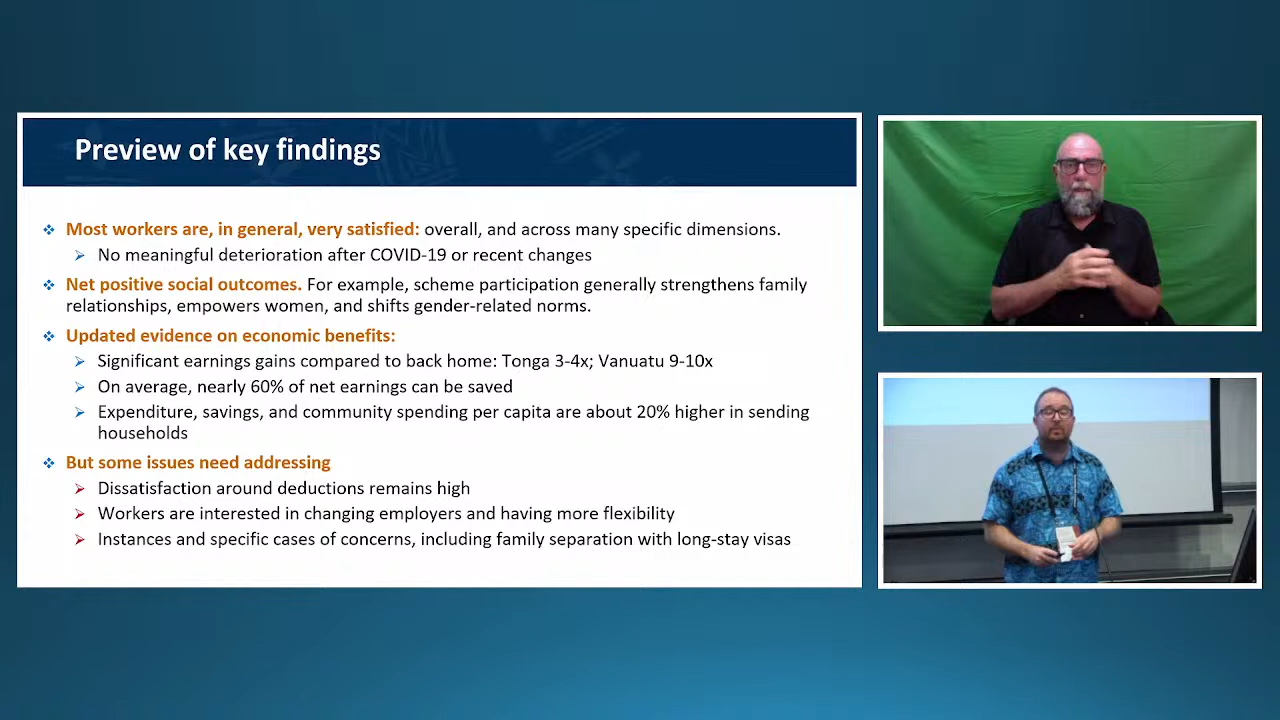 Preview of key findings
Most workers are, in general, very satisfied: overall, and across many specific dimensions.
No meaningful deterioration after COVID-19 or recent changes
Net positive social outcomes. For example, scheme participation generally strengthens family
relationships, empowers women, and shifts gender-related norms.
Updated evidence on economic benefits:
Significant earnings gains compared to back home: Tonga 3-4x; Vanuatu 9-10x
On average, nearly 60% of net earnings can be saved
Expenditure, savings, and community spending per capita are about 20% higher in sending
households
But some issues need addressing
Dissatisfaction around deductions remains high
Workers are interested in changing employers and having more flexibility
Instances and specific cases of concerns, including family separation with long-stay visas